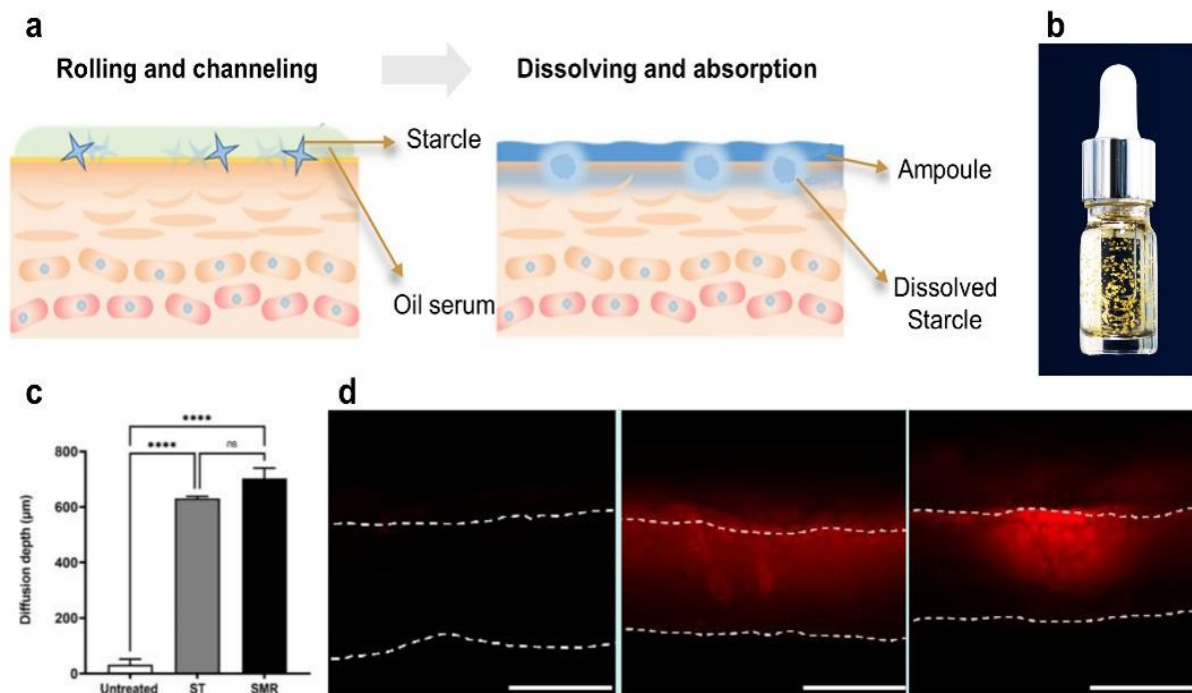 a
b
Rolling and channeling
Dissolving and absorption
Starcle
Oil serum
Ampoule
Dissolved
Starcle
c
d
****
****
ns
800
600
400
200
0
Diffusion depth (μm)
Untreated
ST
SMR